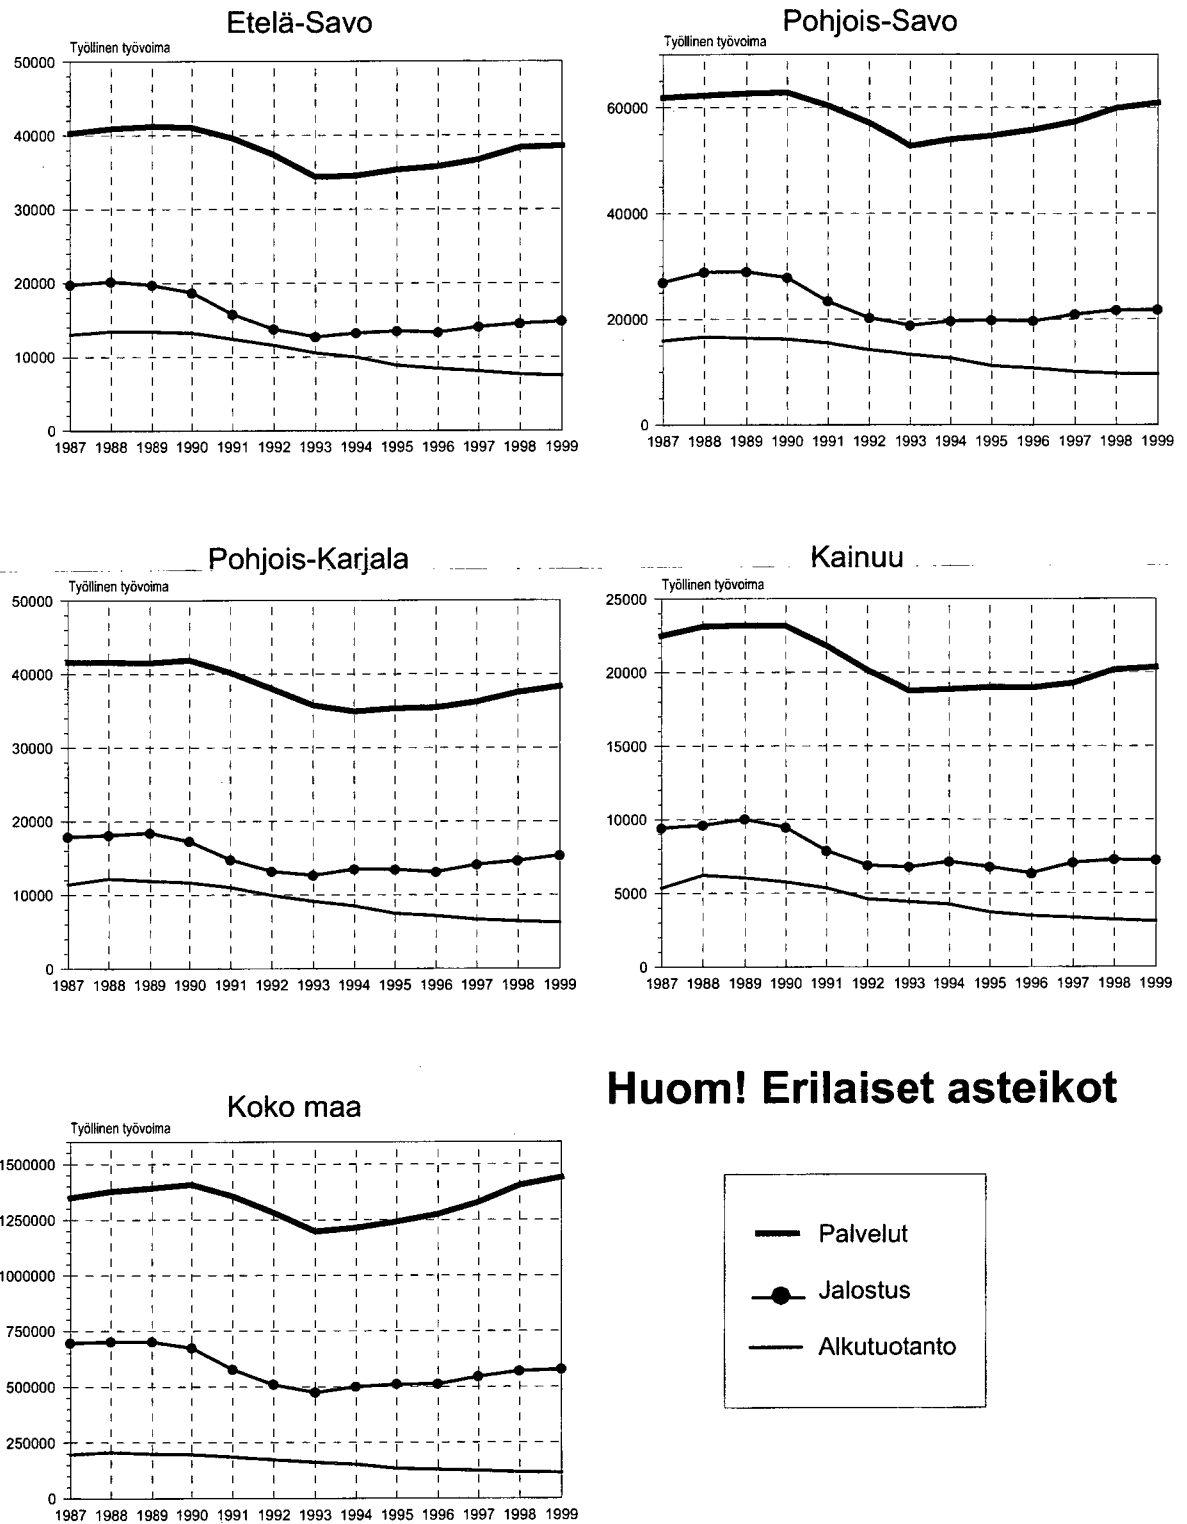 Etelä-Savo
Työllinen työvoima
50000
40000
30000
20000
10000
0
1987 1988 1989 1990 1991 1992 1993 1994 1995 1996 1997 1998 1999
Pohjois-Savo
Työllinen työvoima
60000
40000
20000
0
1987 1988 1989 1990 1991 1992 1993 1994 1995 1996 1997 1998 1999
Pohjois-Karjala
Työllinen työvoima
50000
40000
30000
20000
10000
0
1987 1988 1989 1990 1991 1992 1993 1994 1995 1996 1997 1998 1999
Kainuu
Työllinen työvoima
25000
20000
15000
10000
5000
0
1987 1988 1989 1990 1991 1992 1993 1994 1995 1996 1997 1998 1999
Koko maa
Työllinen työvoima
1500000
1250000
1000000
750000
500000
250000
0
1987 1988 1989 1990 1991 1992 1993 1994 1995 1996 1997 1998 1999
Huom! Erilaiset asteikot
Palvelut
Jalostus
Alkutuotanto